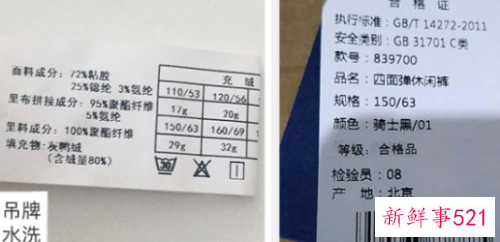 面料成分: 72%粘胶
25%锦纶 3%氨纶
里布拼接成分: 95%聚酯纤维
5%氨纶
里料成分: 100%聚酯纤维
填充物: 灰鸭绒
(含绒量80%)
充 绒
110/53 120/56
17g 20g
150/63 160/69
29g 32g
吊牌
水洗
合格证
执行标准: GB/T 14272-2011
安全类别: GB 31701 C类
款号: 839700
品名: 四面弹休闲裤
规格: 150/63
颜色: 骑士黑/01
等级: 合格品
检验员: 08
产 地: 北京
新鲜事521